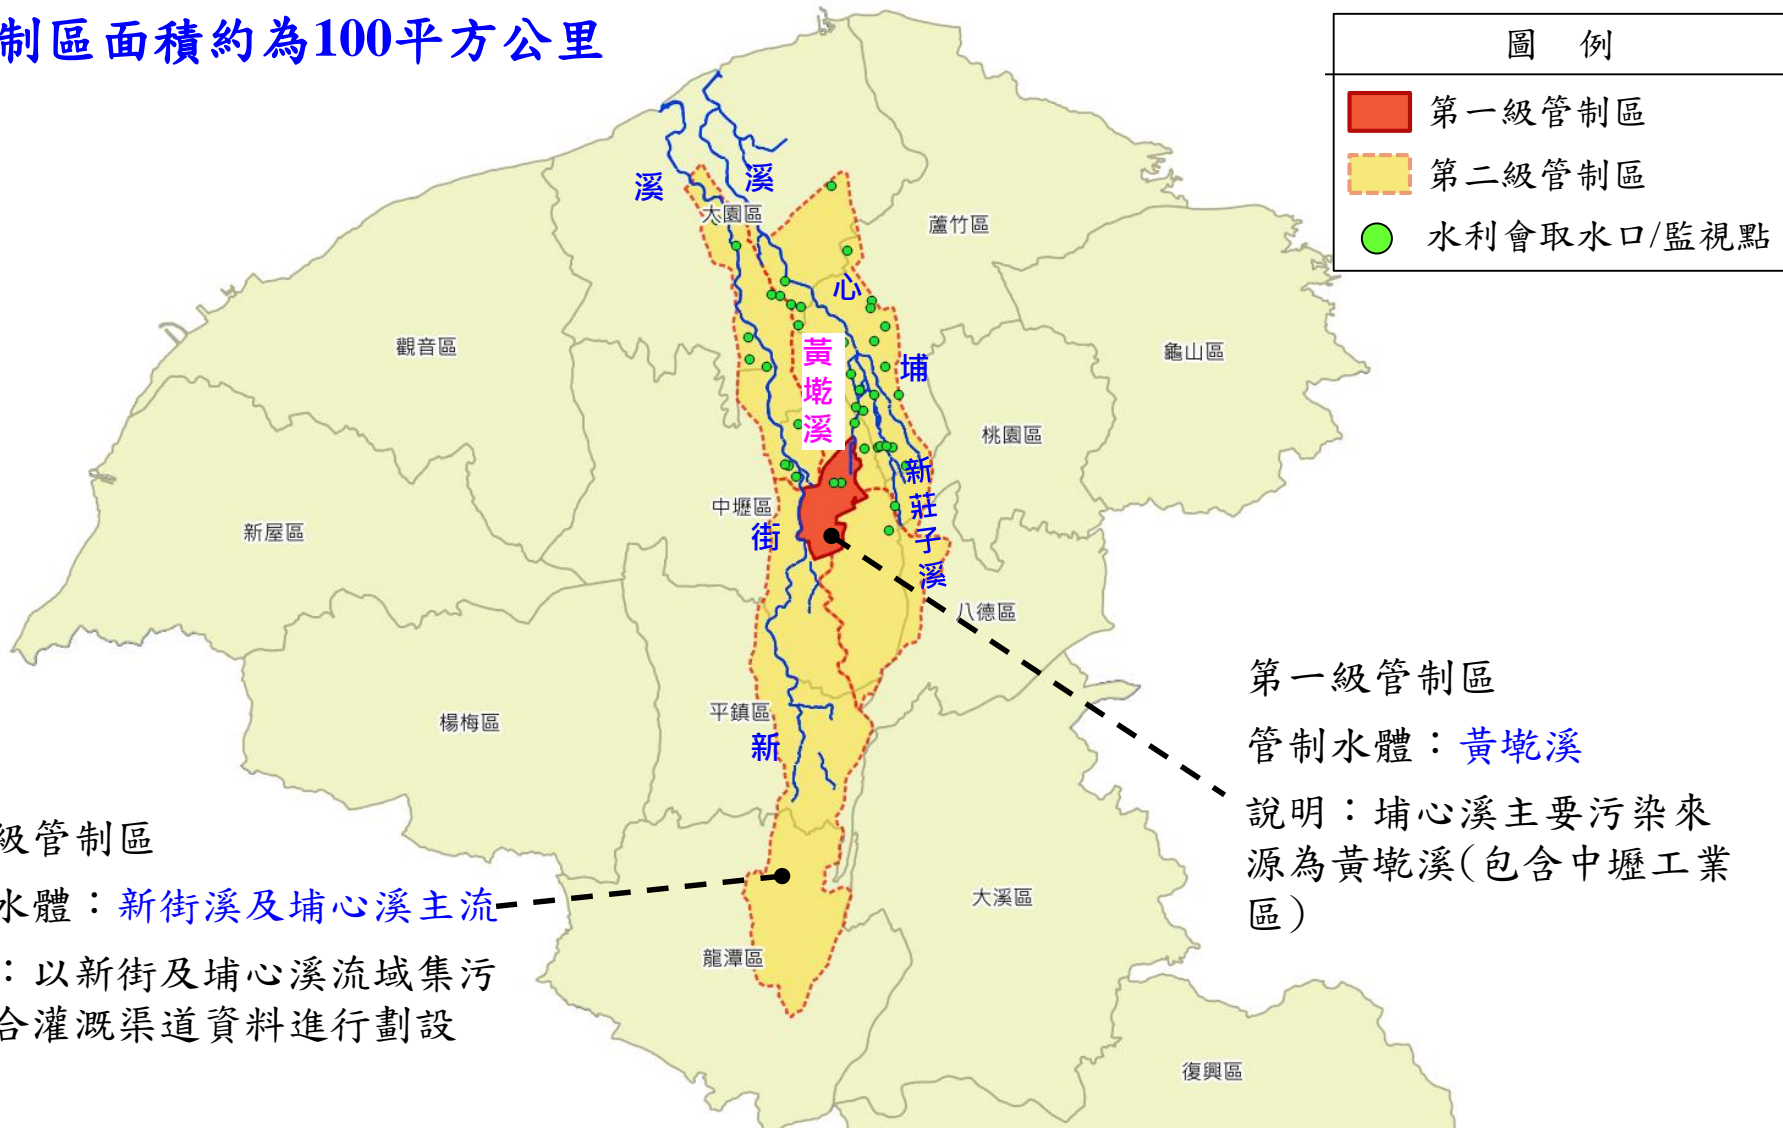 制區面積約為100平方公里
圖 例
第一級管制區
第二級管制區
水利會取水口/監視點
溪
溪
大園區
蘆竹區
心
觀音區
黃墘溪
埔
龜山區
桃園區
新莊子溪
中壢區
街
新屋區
八德區
平鎮區
新
楊梅區
第一級管制區
管制水體：黃墘溪
說明：埔心溪主要污染來
源為黃墘溪(包含中壢工業
區)
級管制區
水體：新街溪及埔心溪主流
：以新街及埔心溪流域集污
合灌溉渠道資料進行劃設
大溪區
龍潭區
復興區